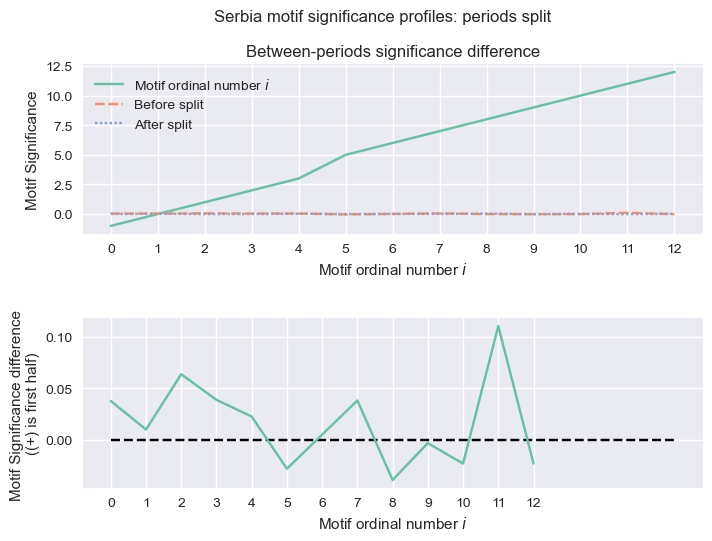 Serbia motif significance profiles: periods split
Between-periods significance difference
12.5
10.0
7.5
5.0
2.5
0.0
Motif Significance
Motif ordinal number i
Before split
After split
0 1 2 3 4 5 6 7 8 9 10 11 12
Motif ordinal number i
0.10
0.05
0.00
Motif Significance difference
((+) is first half)
0 1 2 3 4 5 6 7 8 9 10 11 12
Motif ordinal number i